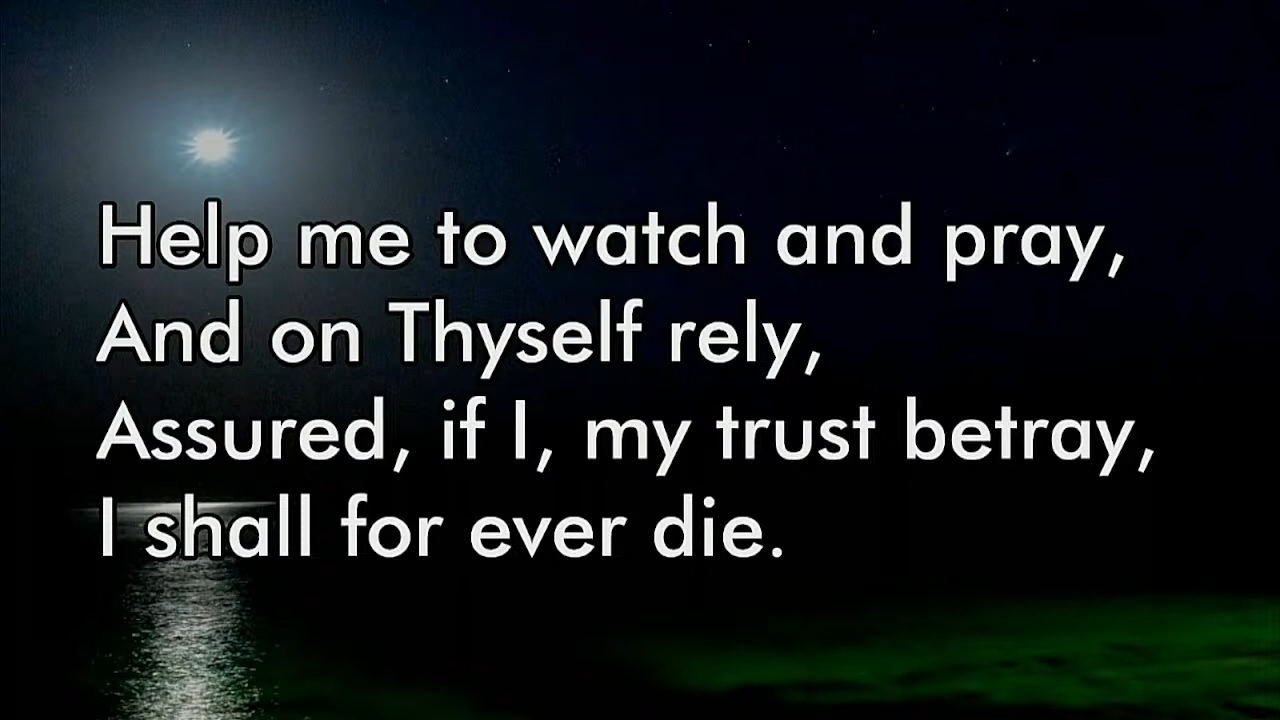 Help me to watch and pray,
And on Thyself rely,
Assured, if I, my trust betray,
I shall for ever die.